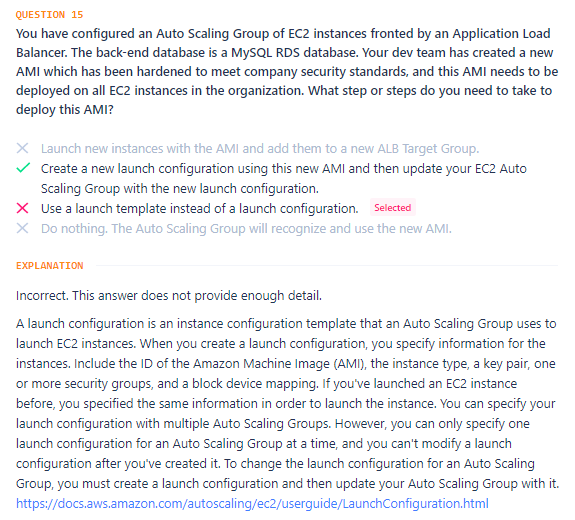 QUESTION 15
You have configured an Auto Scaling Group of EC2 instances fronted by an Application Load
Balancer. The back-end database is a MySQL RDS database. Your dev team has created a new
AMI which has been hardened to meet company security standards, and this AMI needs to be
deployed on all EC2 instances in the organization. What step or steps do you need to take to
deploy this AMI?
Launch new instances with the AMI and add them to a new ALB Target Group.
Create a new launch configuration using this new AMI and then update your EC2 Auto
Scaling Group with the new launch configuration.
Use a launch template instead of a launch configuration. Selected
Do nothing. The Auto Scaling Group will recognize and use the new AMI.
EXPLANATION
Incorrect. This answer does not provide enough detail.
A launch configuration is an instance configuration template that an Auto Scaling Group uses to
launch EC2 instances. When you create a launch configuration, you specify information for the
instances. Include the ID of the Amazon Machine Image (AMI), the instance type, a key pair, one
or more security groups, and a block device mapping. If you've launched an EC2 instance
before, you specified the same information in order to launch the instance. You can specify your
launch configuration with multiple Auto Scaling Groups. However, you can only specify one
launch configuration for an Auto Scaling Group at a time, and you can't modify a launch
configuration after you've created it. To change the launch configuration for an Auto Scaling
Group, you must create a launch configuration and then update your Auto Scaling Group with it.
https://docs.aws.amazon.com/autoscaling/ec2/userguide/LaunchConfiguration.html